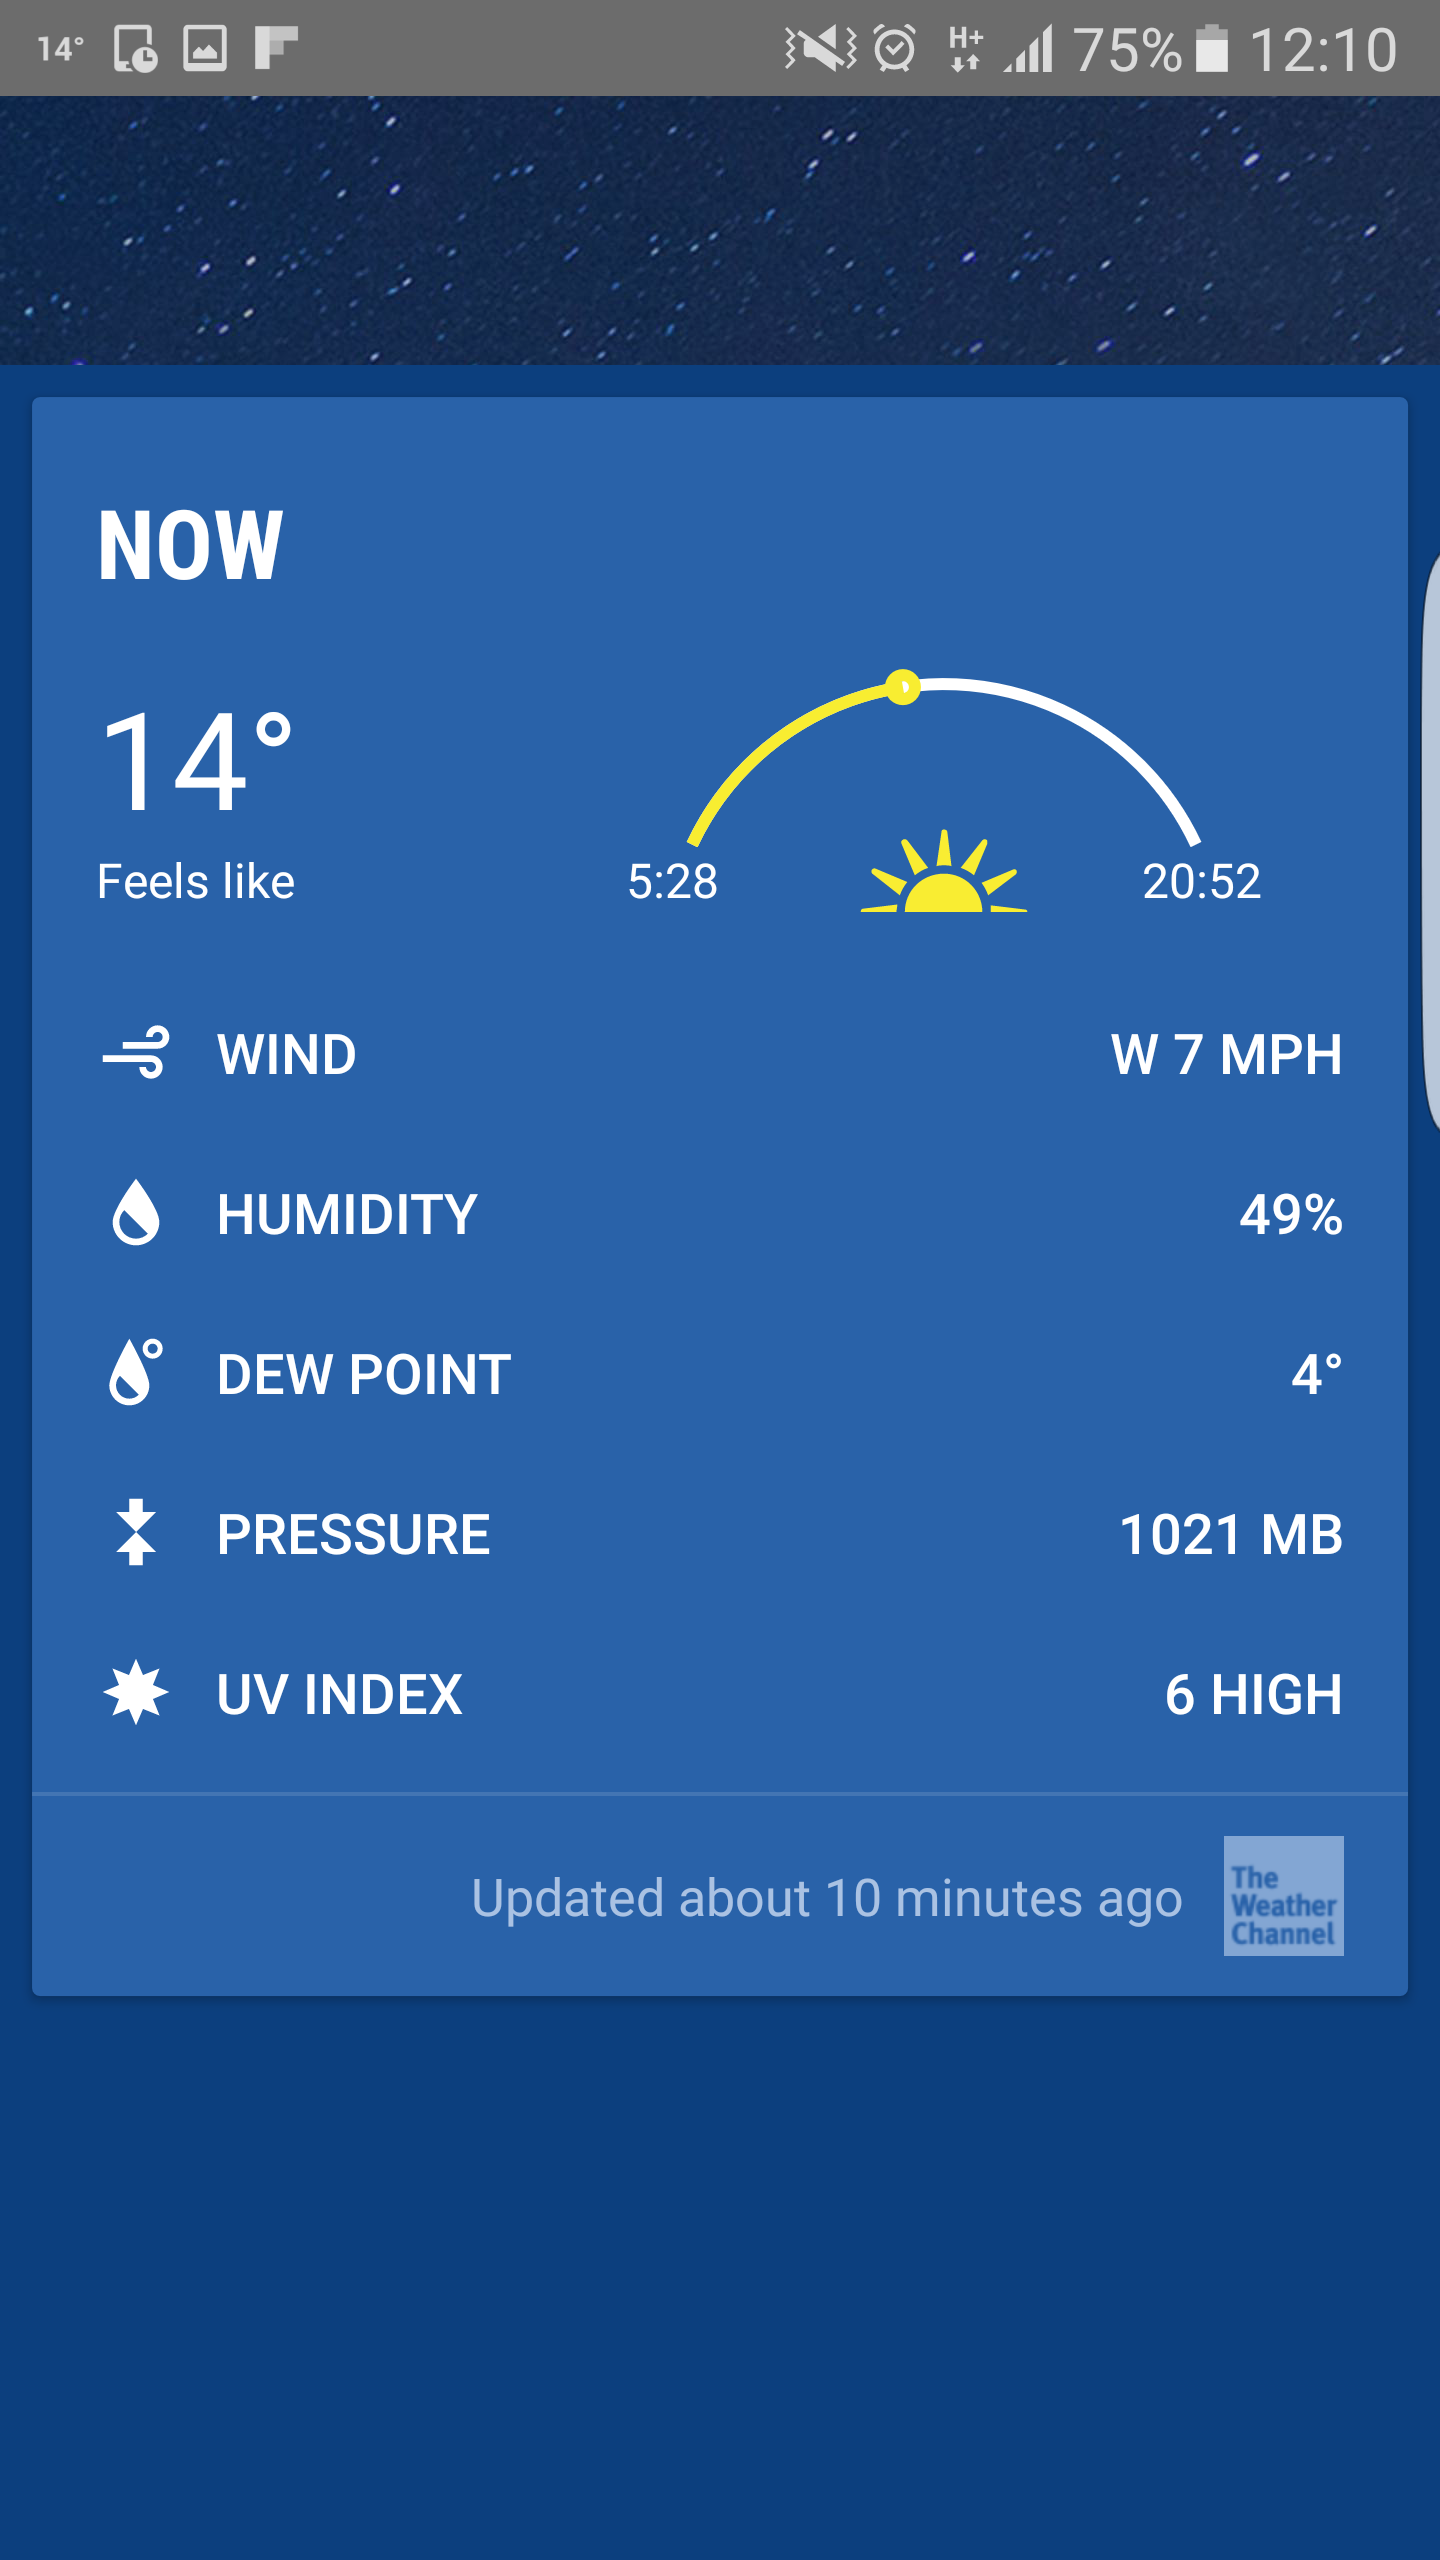 14° H+ 75% 12:10
NOW
14°
Feels like
5:28 20:52
WIND W 7 MPH
HUMIDITY 49%
DEW POINT 4°
PRESSURE 1021 MB
UV INDEX 6 HIGH
Updated about 10 minutes ago
The
Weather
Channel